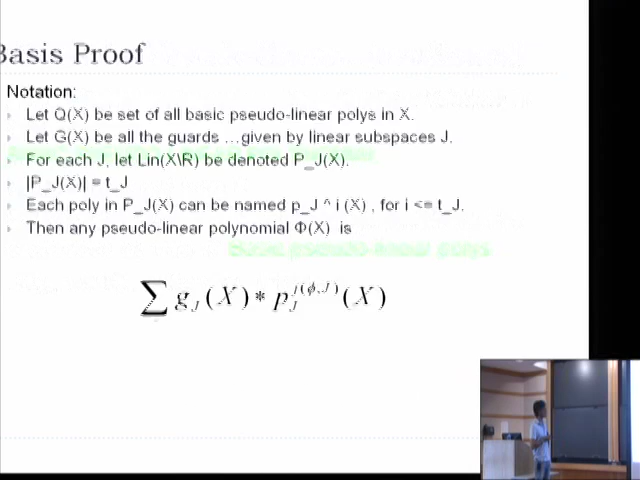 Basis Proof
Notation:
Let Q(X) be set of all basic pseudo-linear polys in X.
Let G(X) be all the guards …given by linear subspaces J.
For each J, let Lin(X\R) be denoted P_J(X).
|P_J(X)| = t_J
Each poly in P_J(X) can be named p_J ^ i (X) , for i <= t_J.
Then any pseudo-linear polynomial Φ(X) is
∑ g_J (X) * p_J^{j(ϕ,J)} (X)